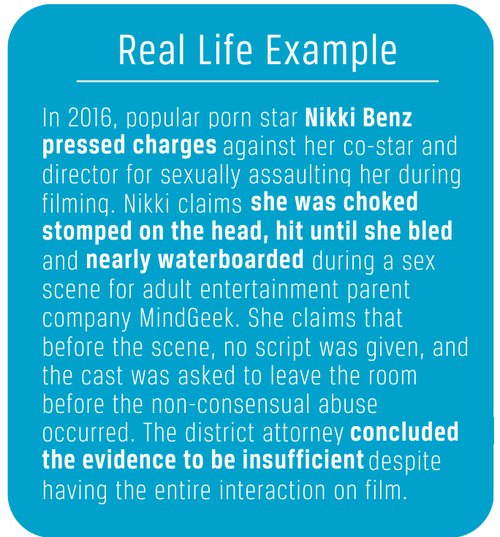 Real Life Example
In 2016, popular porn star Nikki Benz
pressed charges against her co-star and
director for sexually assaulting her during
filming. Nikki claims she was choked
stomped on the head, hit until she bled
and nearly waterboarded during a sex
scene for adult entertainment parent
company MindGeek. She claims that
before the scene, no script was given, and
the cast was asked to leave the room
before the non-consensual abuse
occurred. The district attorney concluded
the evidence to be insufficient despite
having the entire interaction on film.